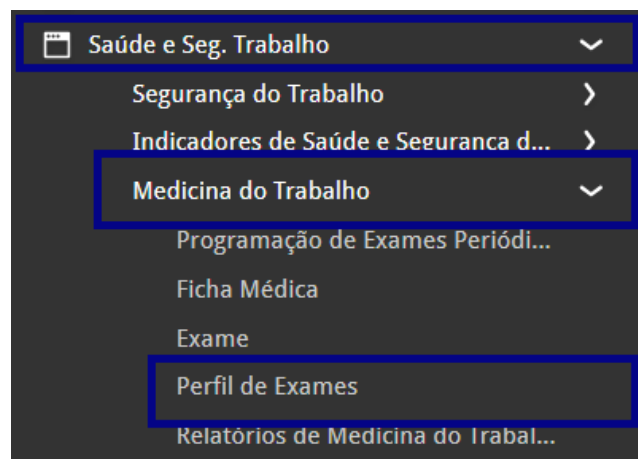 Saúde e Seg. Trabalho
Segurança do Trabalho
Indicadores de Saúde e Segurança d...
Medicina do Trabalho
Programação de Exames Periódi...
Ficha Médica
Exame
Perfil de Exames
Relatórios de Medicina do Trabal...